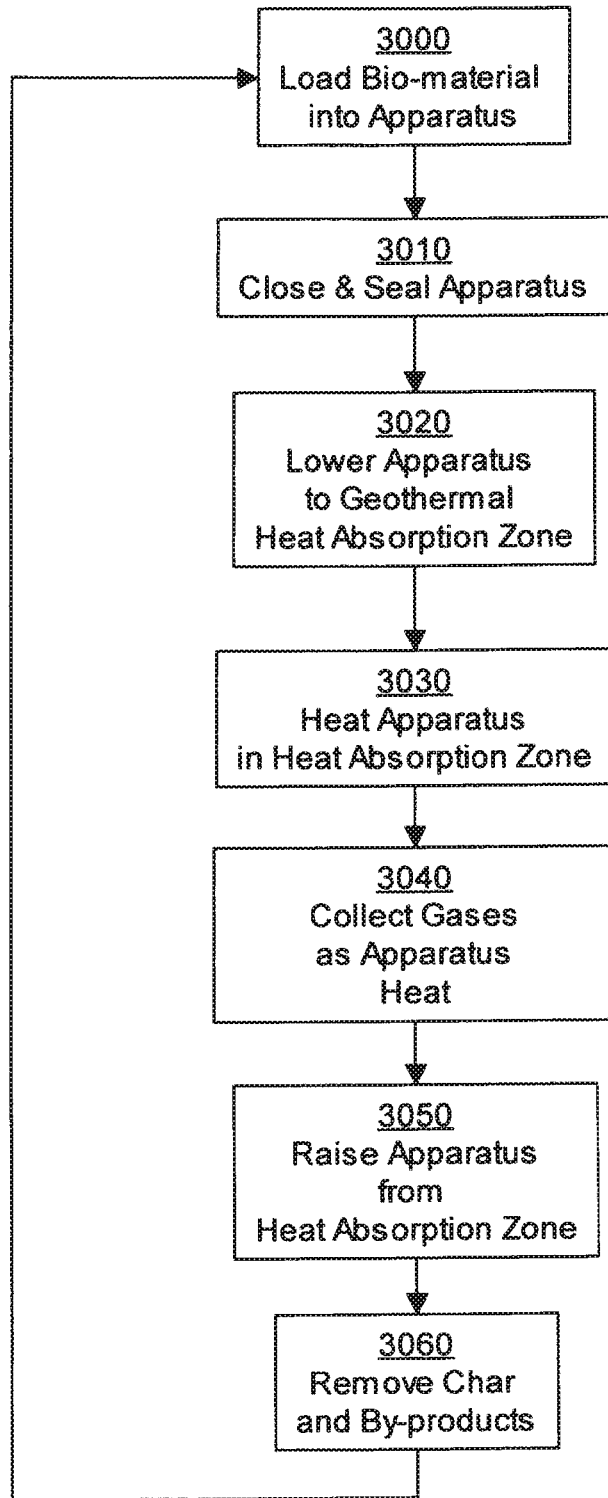 3000
Load Bio-material
into Apparatus
3010
Close & Seal Apparatus
3020
Lower Apparatus
to Geothermal
Heat Absorption Zone
3030
Heat Apparatus
in Heat Absorption Zone
3040
Collect Gases
as Apparatus
Heat
3050
Raise Apparatus
from
Heat Absorption Zone
3060
Remove Char
and By-products